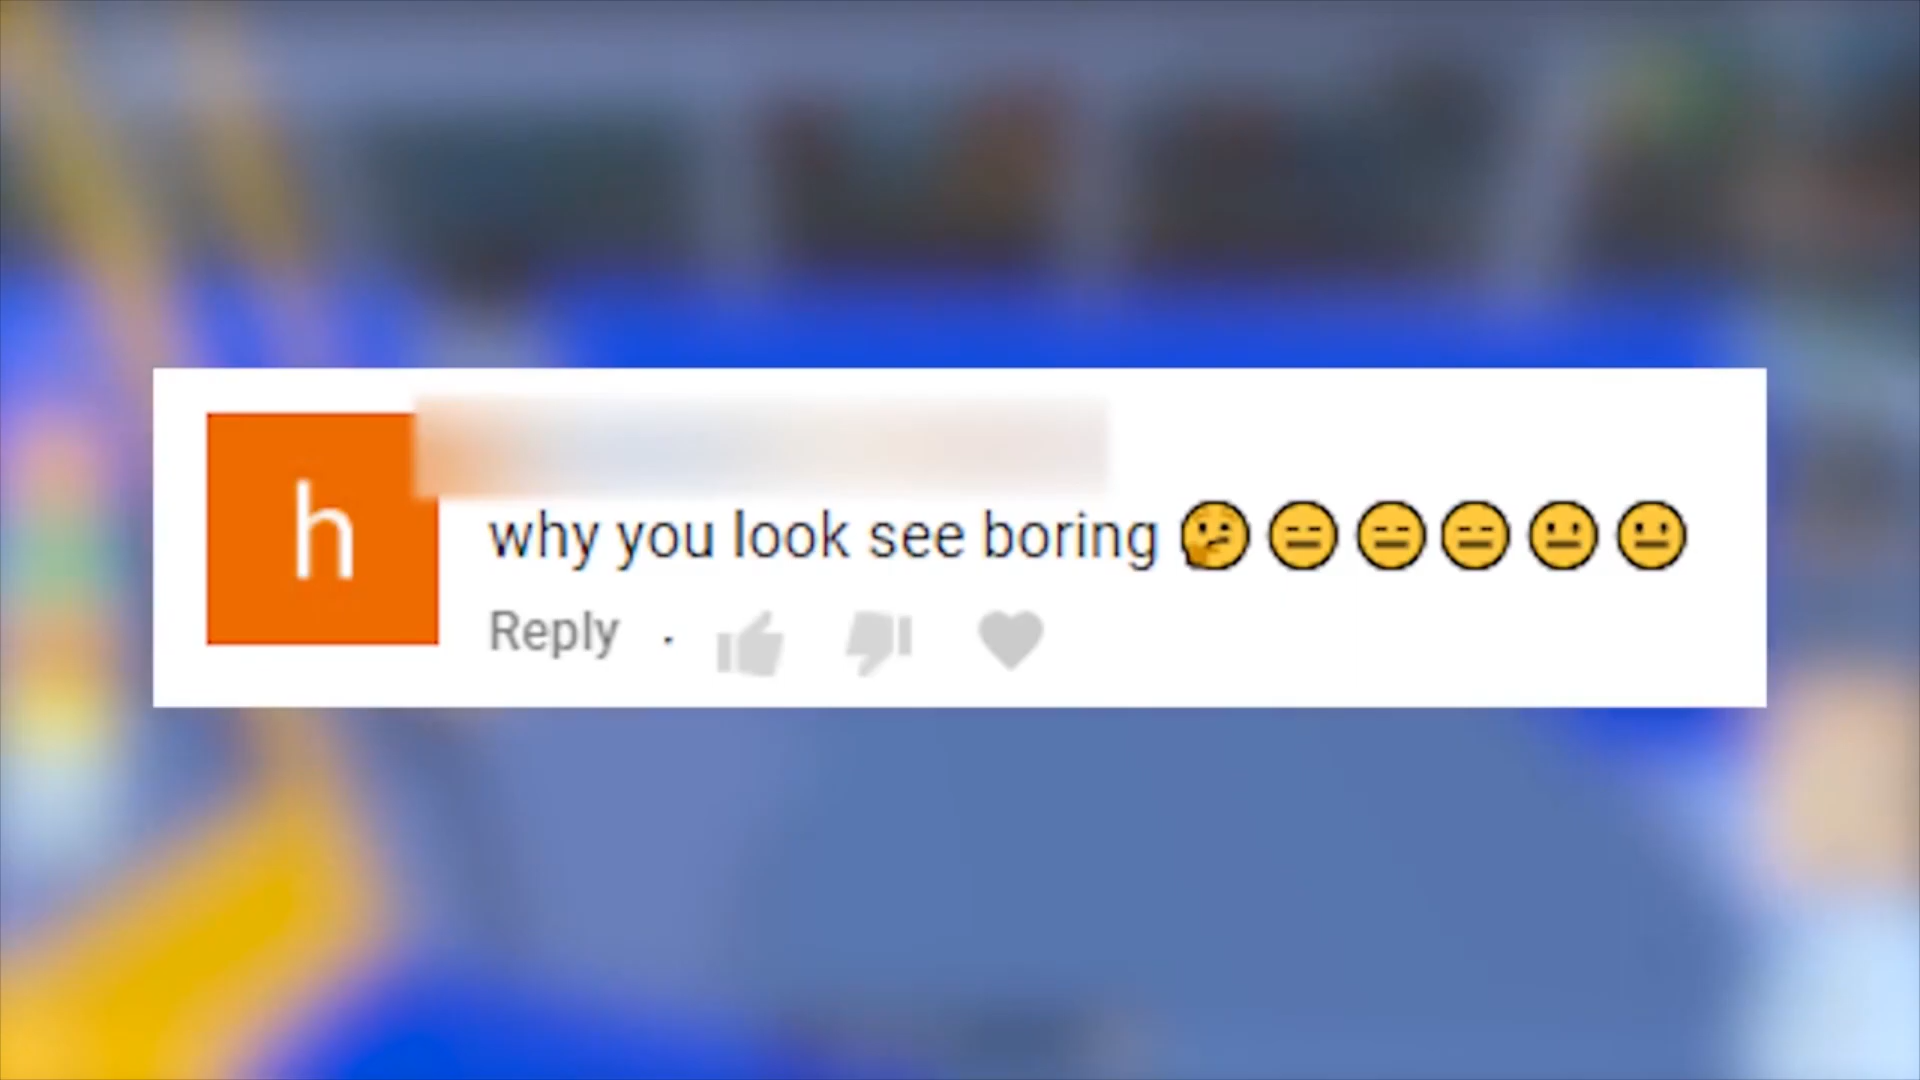 h
why you look see boring 🤔😑😑😑😐😐
Reply ·